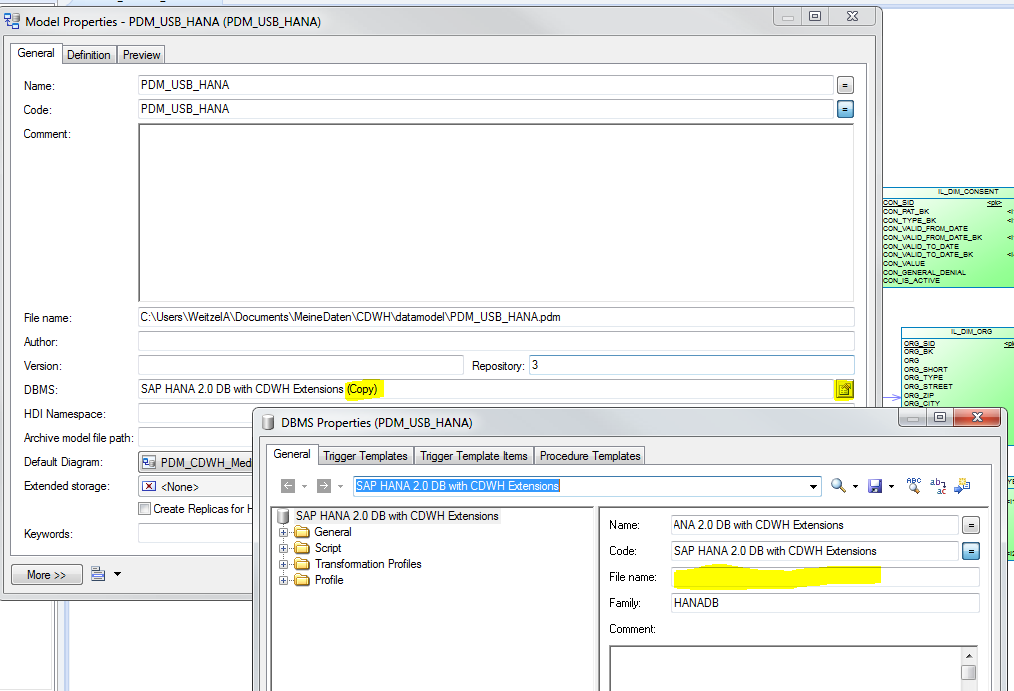 Model Properties - PDM_USB_HANA (PDM_USB_HANA)
General Definition Preview
Name: PDM_USB_HANA =
Code: PDM_USB_HANA =
Comment:
File name: C:\Users\WeitzelA\Documents\MeineDaten\CDWH\datamodel\PDM_USB_HANA.pdm
Author:
Version: Repository: 3
DBMS: SAP HANA 2.0 DB with CDWH Extensions (Copy)
HDI Namespace:
Archive model file path:
Default Diagram: PDM_CDWH_Med
Extended storage: <None>
Create Replicas for H
Keywords:
More >>
IL_DIM_CONSENT
CON_SID <pk>
CON_PAT_BK
CON_TYPE_BK
CON_VALID_FROM_DATE
CON_VALID_FROM_DATE_BK
CON_VALID_TO_DATE
CON_VALID_TO_DATE_BK
CON_VALUE
CON_GENERAL_DENIAL
CON_IS_ACTIVE
IL_DIM_ORG
ORG_SID
ORG_BK
ORG
ORG_SHORT
ORG_TYPE
ORG_STREET
ORG_ZIP
ORG_CITY
DBMS Properties (PDM_USB_HANA)
General Trigger Templates Trigger Template Items Procedure Templates
SAP HANA 2.0 DB with CDWH Extensions
SAP HANA 2.0 DB with CDWH Extensions
General
Script
Transformation Profiles
Profile
Name: ANA 2.0 DB with CDWH Extensions =
Code: SAP HANA 2.0 DB with CDWH Extensions =
File name:
Family: HANADB
Comment: